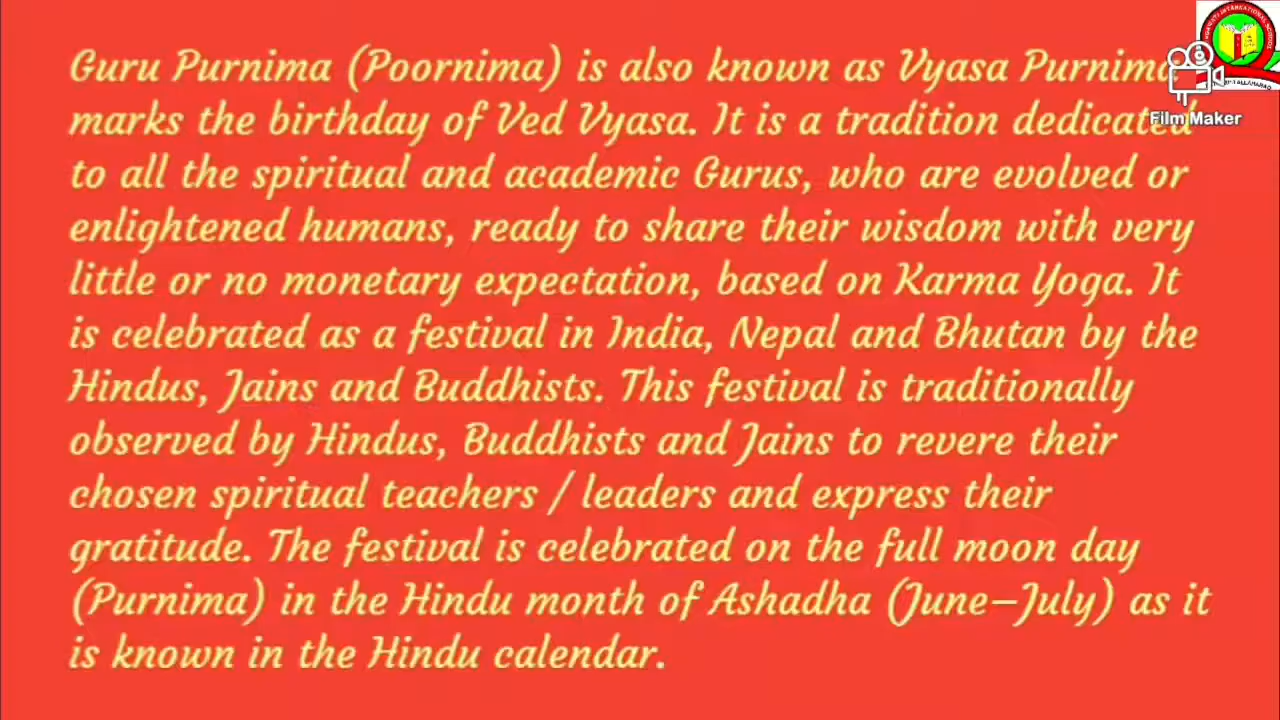 Guru Purnima (Poornima) is also known as Vyasa Purnima
marks the birthday of Ved Vyasa. It is a tradition dedicated
to all the spiritual and academic Gurus, who are evolved or
enlightened humans, ready to share their wisdom with very
little or no monetary expectation, based on Karma Yoga. It
is celebrated as a festival in India, Nepal and Bhutan by the
Hindus, Jains and Buddhists. This festival is traditionally
observed by Hindus, Buddhists and Jains to revere their
chosen spiritual teachers / leaders and express their
gratitude. The festival is celebrated on the full moon day
(Purnima) in the Hindu month of Ashadha (June–July) as it
is known in the Hindu calendar.
INTERNATIONAL SCHOOL
Film Maker